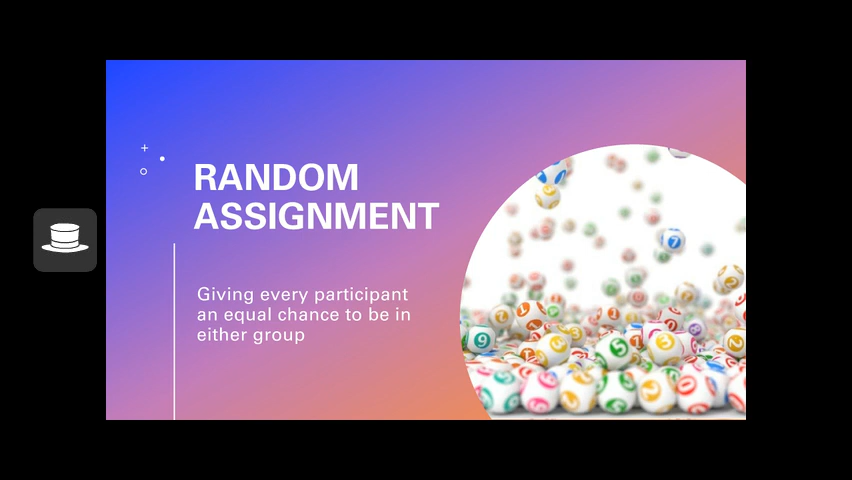 RANDOM
ASSIGNMENT
Giving every participant
an equal chance to be in
either group